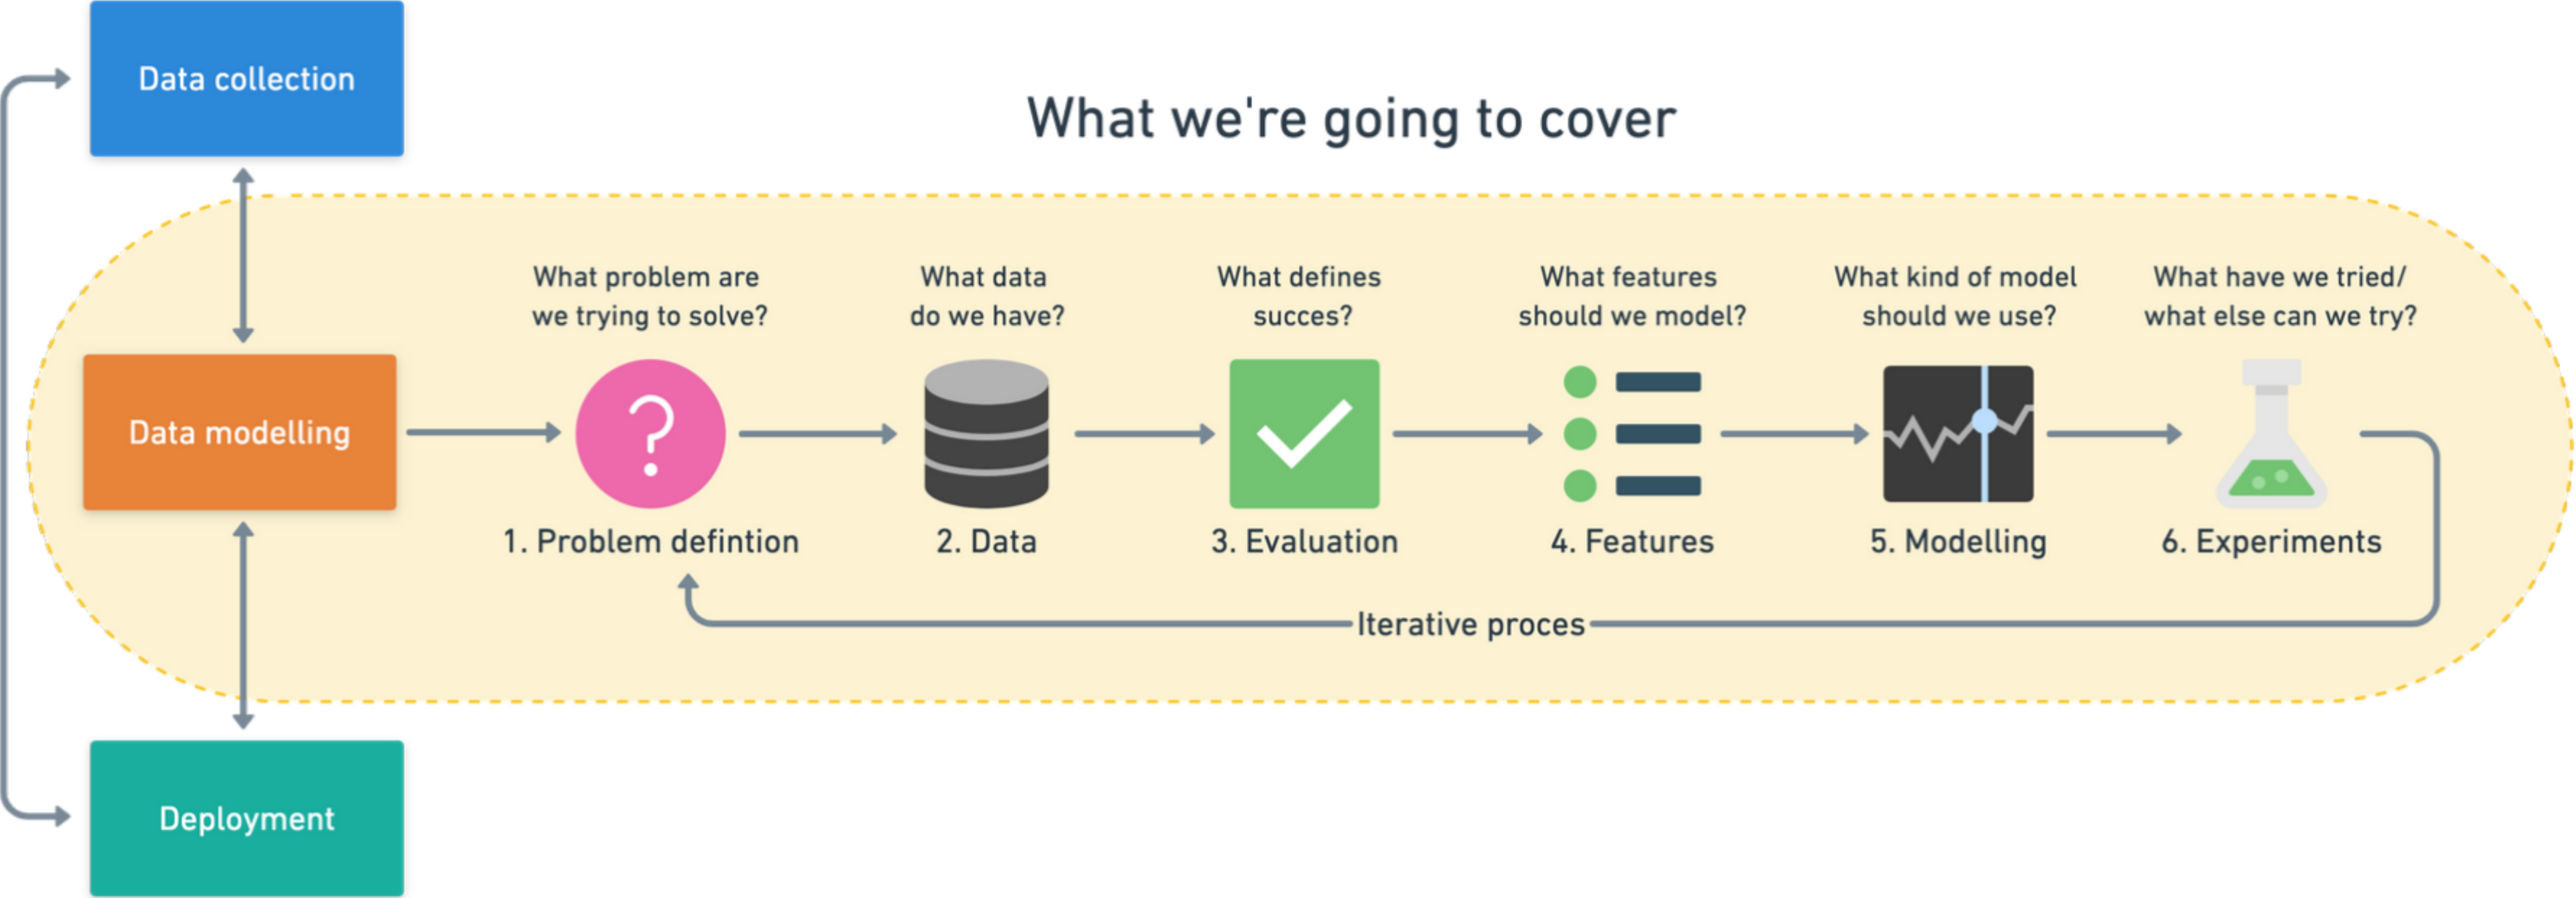 Data collection
What we're going to cover
What problem are
we trying to solve?
What data
do we have?
What defines
succes?
What features
should we model?
What kind of model
should we use?
What have we tried/
what else can we try?
Data modelling
1. Problem defintion
2. Data
3. Evaluation
4. Features
5. Modelling
6. Experiments
Iterative proces
Deployment